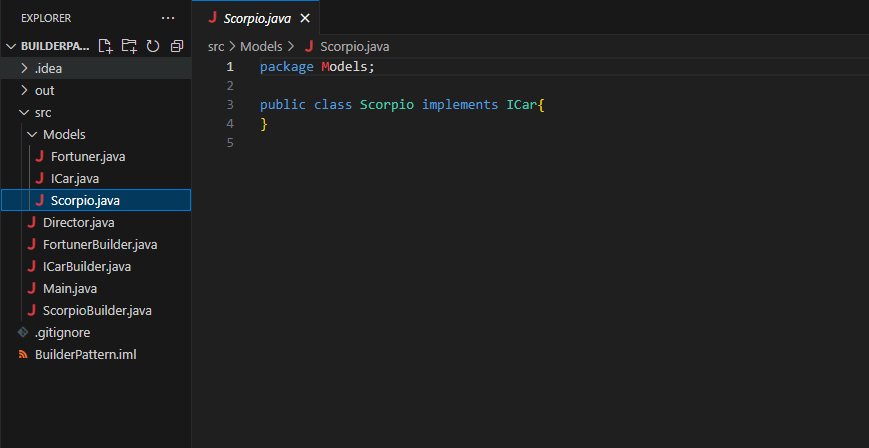 EXPLORER
BUILDERPA...
.idea
out
src
Models
Fortuner.java
ICar.java
Scorpio.java
Director.java
FortunerBuilder.java
ICarBuilder.java
Main.java
ScorpioBuilder.java
.gitignore
BuilderPattern.iml
Scorpio.java
src > Models > Scorpio.java
1 package Models;
2
3 public class Scorpio implements ICar{
4 }
5